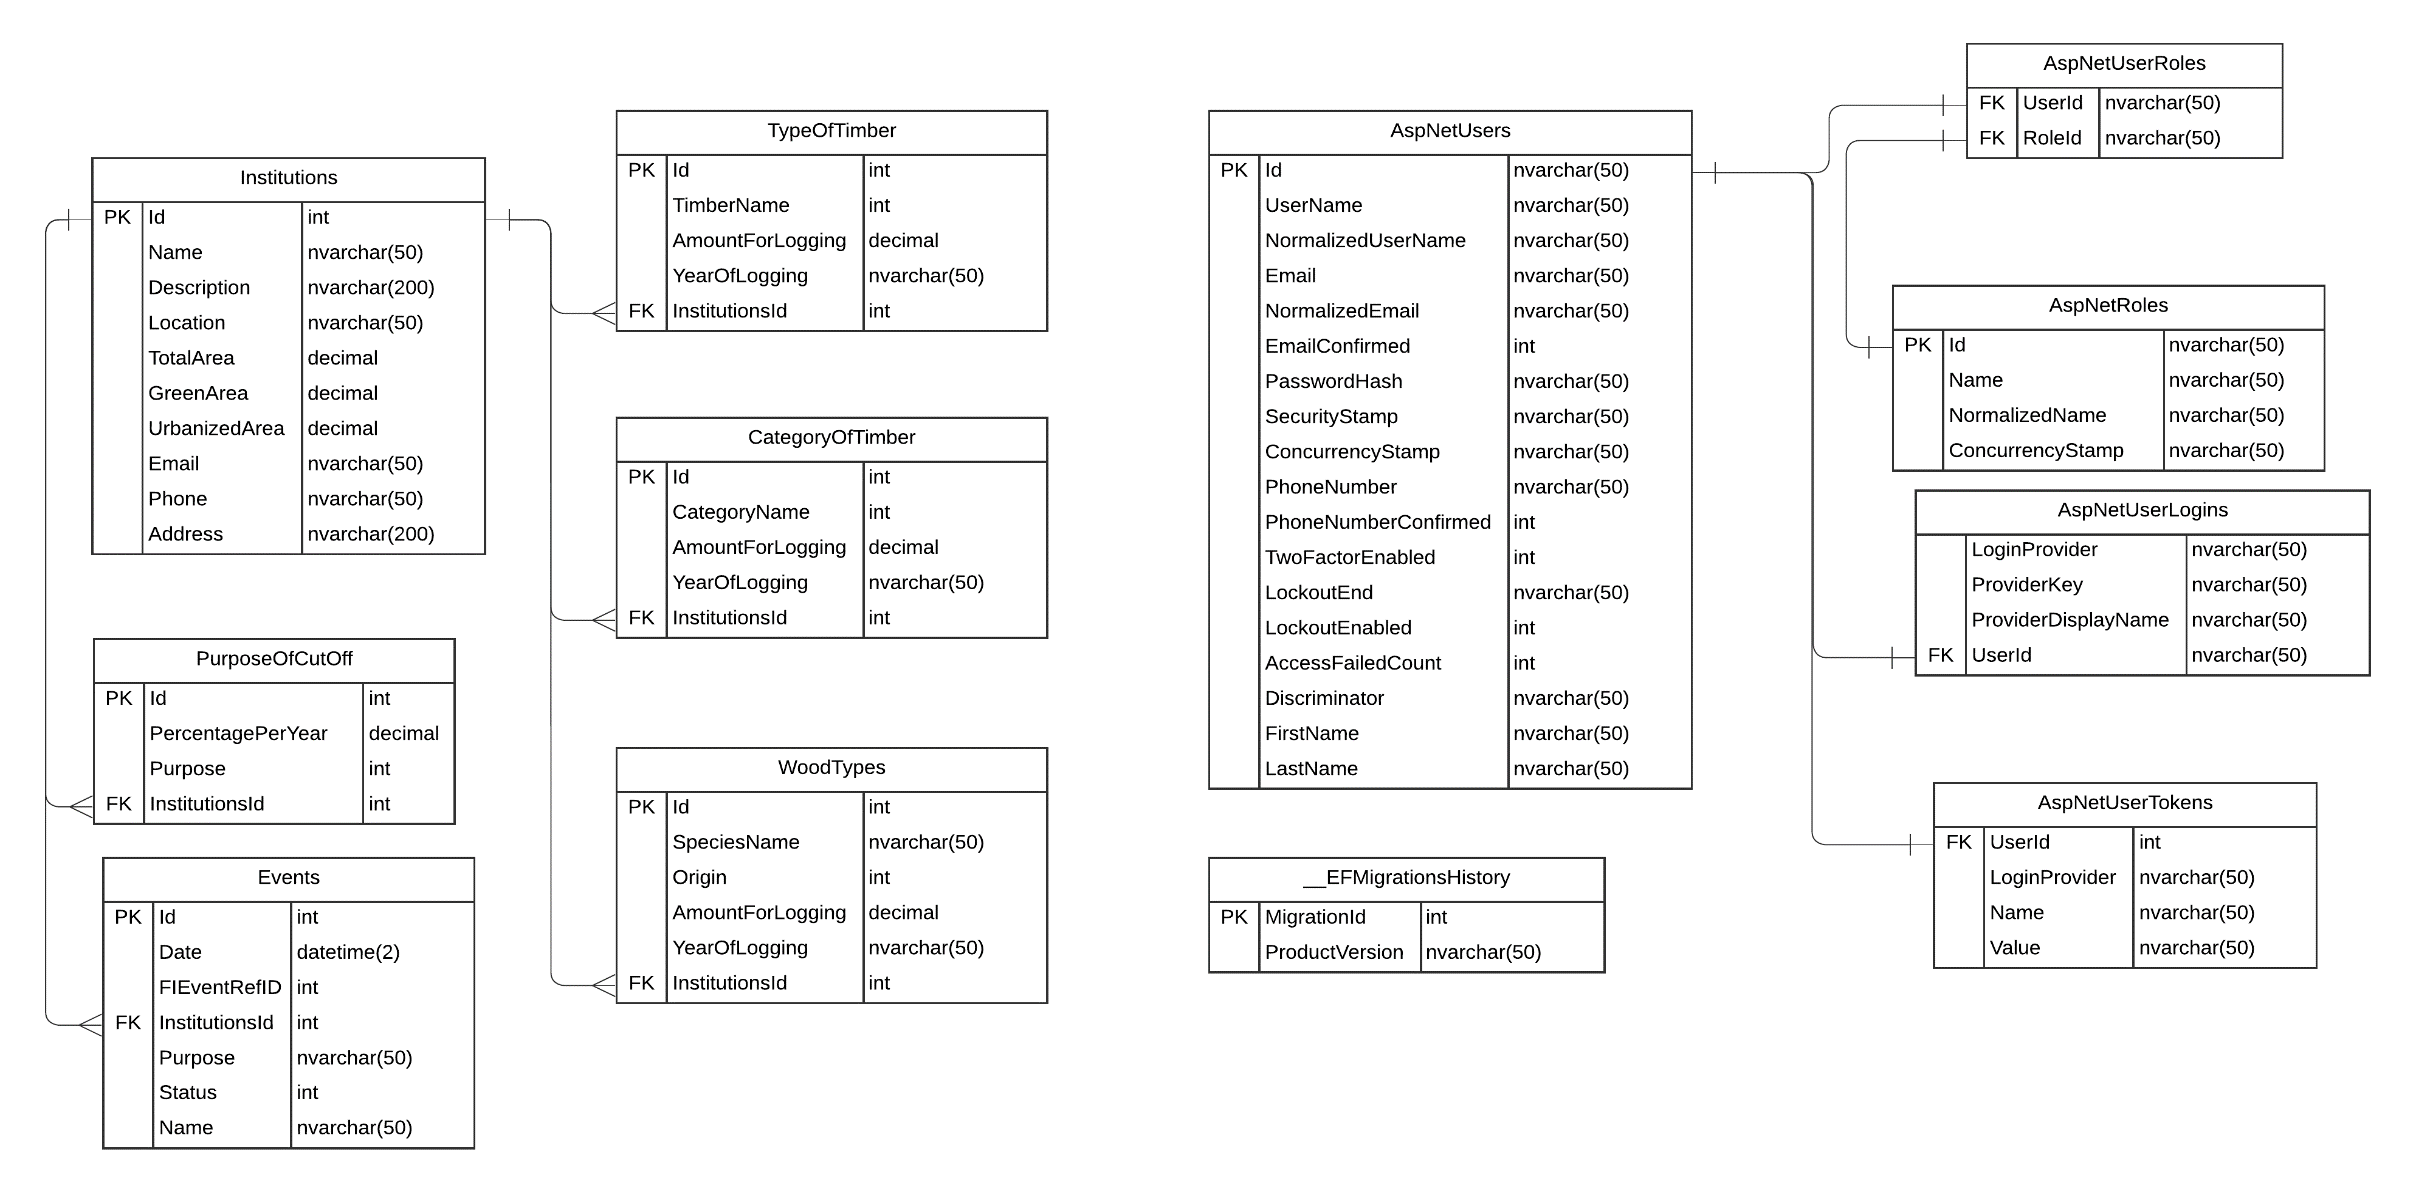 Institutions
PK Id int
Name nvarchar(50)
Description nvarchar(200)
Location nvarchar(50)
TotalArea decimal
GreenArea decimal
UrbanizedArea decimal
Email nvarchar(50)
Phone nvarchar(50)
Address nvarchar(200)
PurposeOfCutOff
PK Id int
PercentagePerYear decimal
Purpose int
FK InstitutionsId int
Events
PK Id int
Date datetime(2)
FIEventRefID int
FK InstitutionsId int
Purpose nvarchar(50)
Status int
Name nvarchar(50)
TypeOfTimber
PK Id int
TimberName int
AmountForLogging decimal
YearOfLogging nvarchar(50)
FK InstitutionsId int
CategoryOfTimber
PK Id int
CategoryName int
AmountForLogging decimal
YearOfLogging nvarchar(50)
FK InstitutionsId int
WoodTypes
PK Id int
SpeciesName nvarchar(50)
Origin int
AmountForLogging decimal
YearOfLogging nvarchar(50)
FK InstitutionsId int
AspNetUsers
PK Id nvarchar(50)
UserName nvarchar(50)
NormalizedUserName nvarchar(50)
Email nvarchar(50)
NormalizedEmail nvarchar(50)
EmailConfirmed int
PasswordHash nvarchar(50)
SecurityStamp nvarchar(50)
ConcurrencyStamp nvarchar(50)
PhoneNumber nvarchar(50)
PhoneNumberConfirmed int
TwoFactorEnabled int
LockoutEnd nvarchar(50)
LockoutEnabled int
AccessFailedCount int
Discriminator nvarchar(50)
FirstName nvarchar(50)
LastName nvarchar(50)
__EFMigrationsHistory
PK MigrationId int
ProductVersion nvarchar(50)
AspNetUserRoles
FK UserId nvarchar(50)
FK RoleId nvarchar(50)
AspNetRoles
PK Id nvarchar(50)
Name nvarchar(50)
NormalizedName nvarchar(50)
ConcurrencyStamp nvarchar(50)
AspNetUserLogins
LoginProvider nvarchar(50)
ProviderKey nvarchar(50)
ProviderDisplayName nvarchar(50)
FK UserId nvarchar(50)
AspNetUserTokens
FK UserId int
LoginProvider nvarchar(50)
Name nvarchar(50)
Value nvarchar(50)